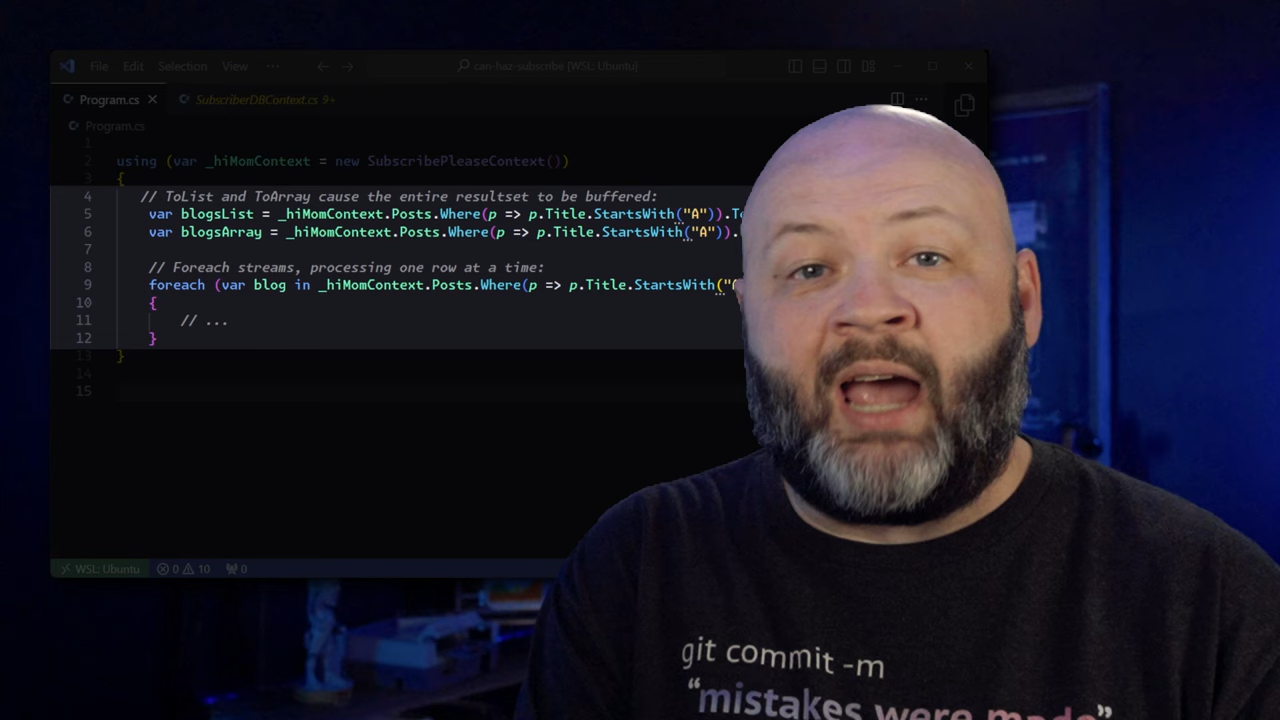 File Edit Selection View ... can-haz-subscribe [WSL: Ubuntu]
Program.cs SubscriberDBContext.cs 9+
Program.cs
1
2 using (var _hiMomContext = new SubscribePleaseContext())
3 {
4 // ToList and ToArray cause the entire resultset to be buffered:
5 var blogsList = _hiMomContext.Posts.Where(p => p.Title.StartsWith("A")).To
6 var blogsArray = _hiMomContext.Posts.Where(p => p.Title.StartsWith("A")).
7
8 // Foreach streams, processing one row at a time:
9 foreach (var blog in _hiMomContext.Posts.Where(p => p.Title.StartsWith("A
10 {
11 // ...
12 }
13 }
14
15
WSL: Ubuntu 0 10 0
git commit -m
“mistakes were made”